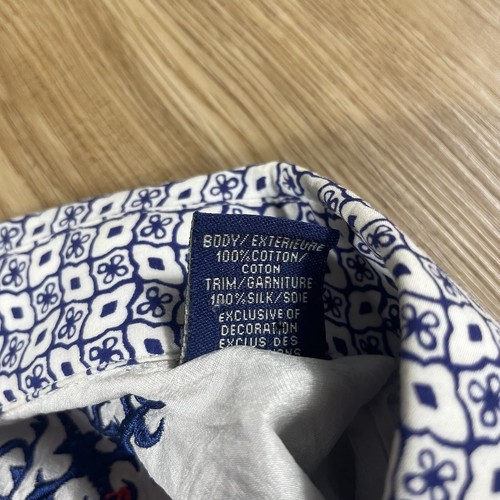 BODY/EXTERIEURE
100%COTTON/
COTON
TRIM/GARNITURE
100%SILK/SOIE
EXCLUSIVE OF
DECORATION
EXCLUS DES